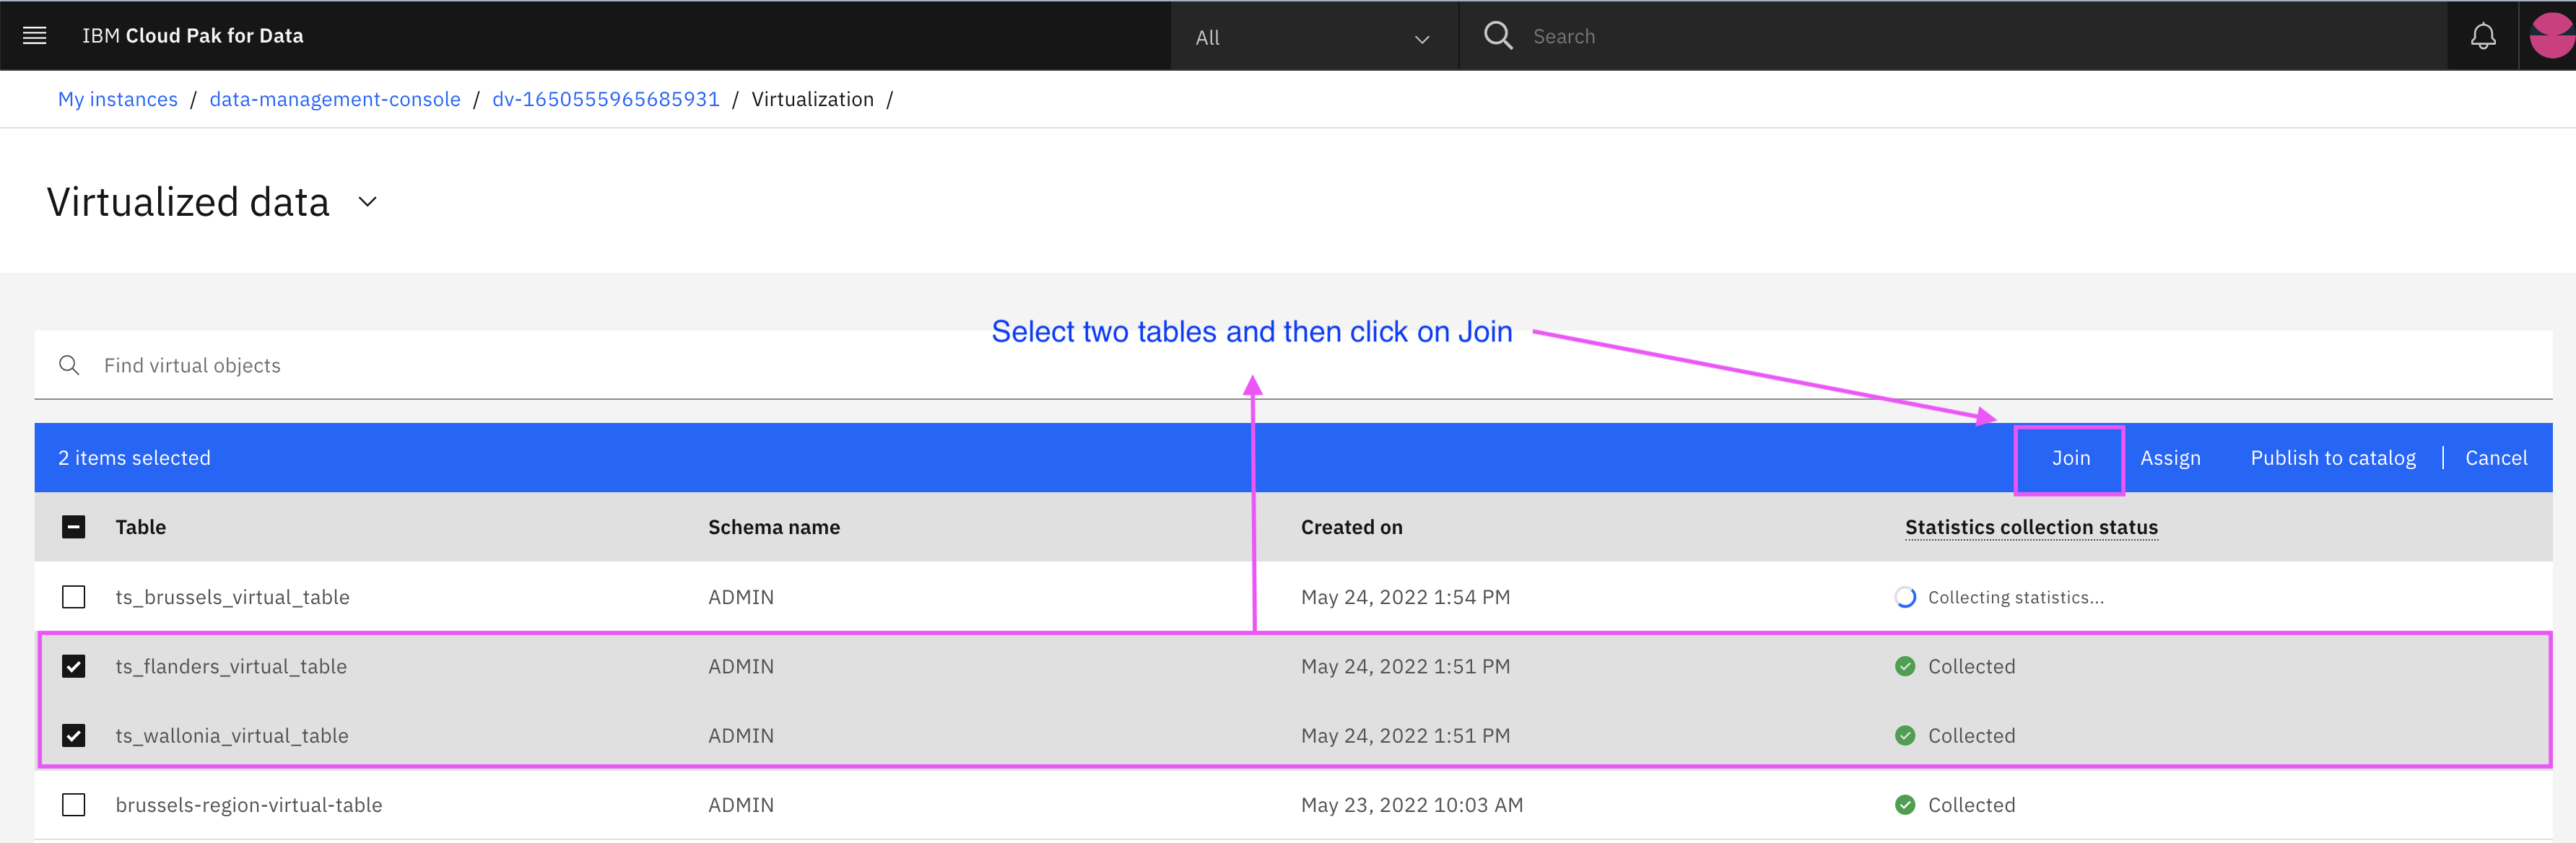 IBM Cloud Pak for Data All Search
My instances / data-management-console / dv-1650555965685931 / Virtualization /
Virtualized data
Select two tables and then click on Join
Find virtual objects
2 items selected Join Assign Publish to catalog | Cancel
Table Schema name Created on Statistics collection status
ts_brussels_virtual_table ADMIN May 24, 2022 1:54 PM Collecting statistics...
ts_flanders_virtual_table ADMIN May 24, 2022 1:51 PM Collected
ts_wallonia_virtual_table ADMIN May 24, 2022 1:51 PM Collected
brussels-region-virtual-table ADMIN May 23, 2022 10:03 AM Collected